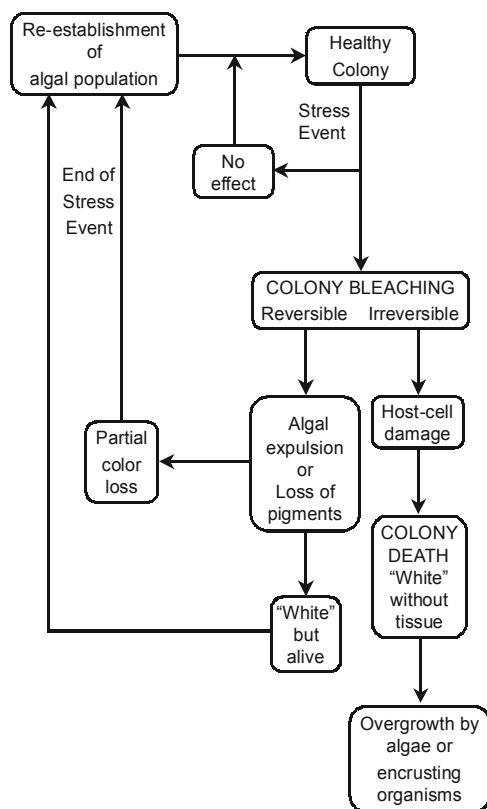 Re-establishment
of
algal population
Healthy
Colony
Stress
Event
No
effect
End of
Stress
Event
COLONY BLEACHING
Reversible Irreversible
Partial
color
loss
Algal
expulsion
or
Loss of
pigments
Host-cell
damage
"White"
but
alive
COLONY
DEATH
"White"
without
tissue
Overgrowth by
algae or
encrusting
organisms